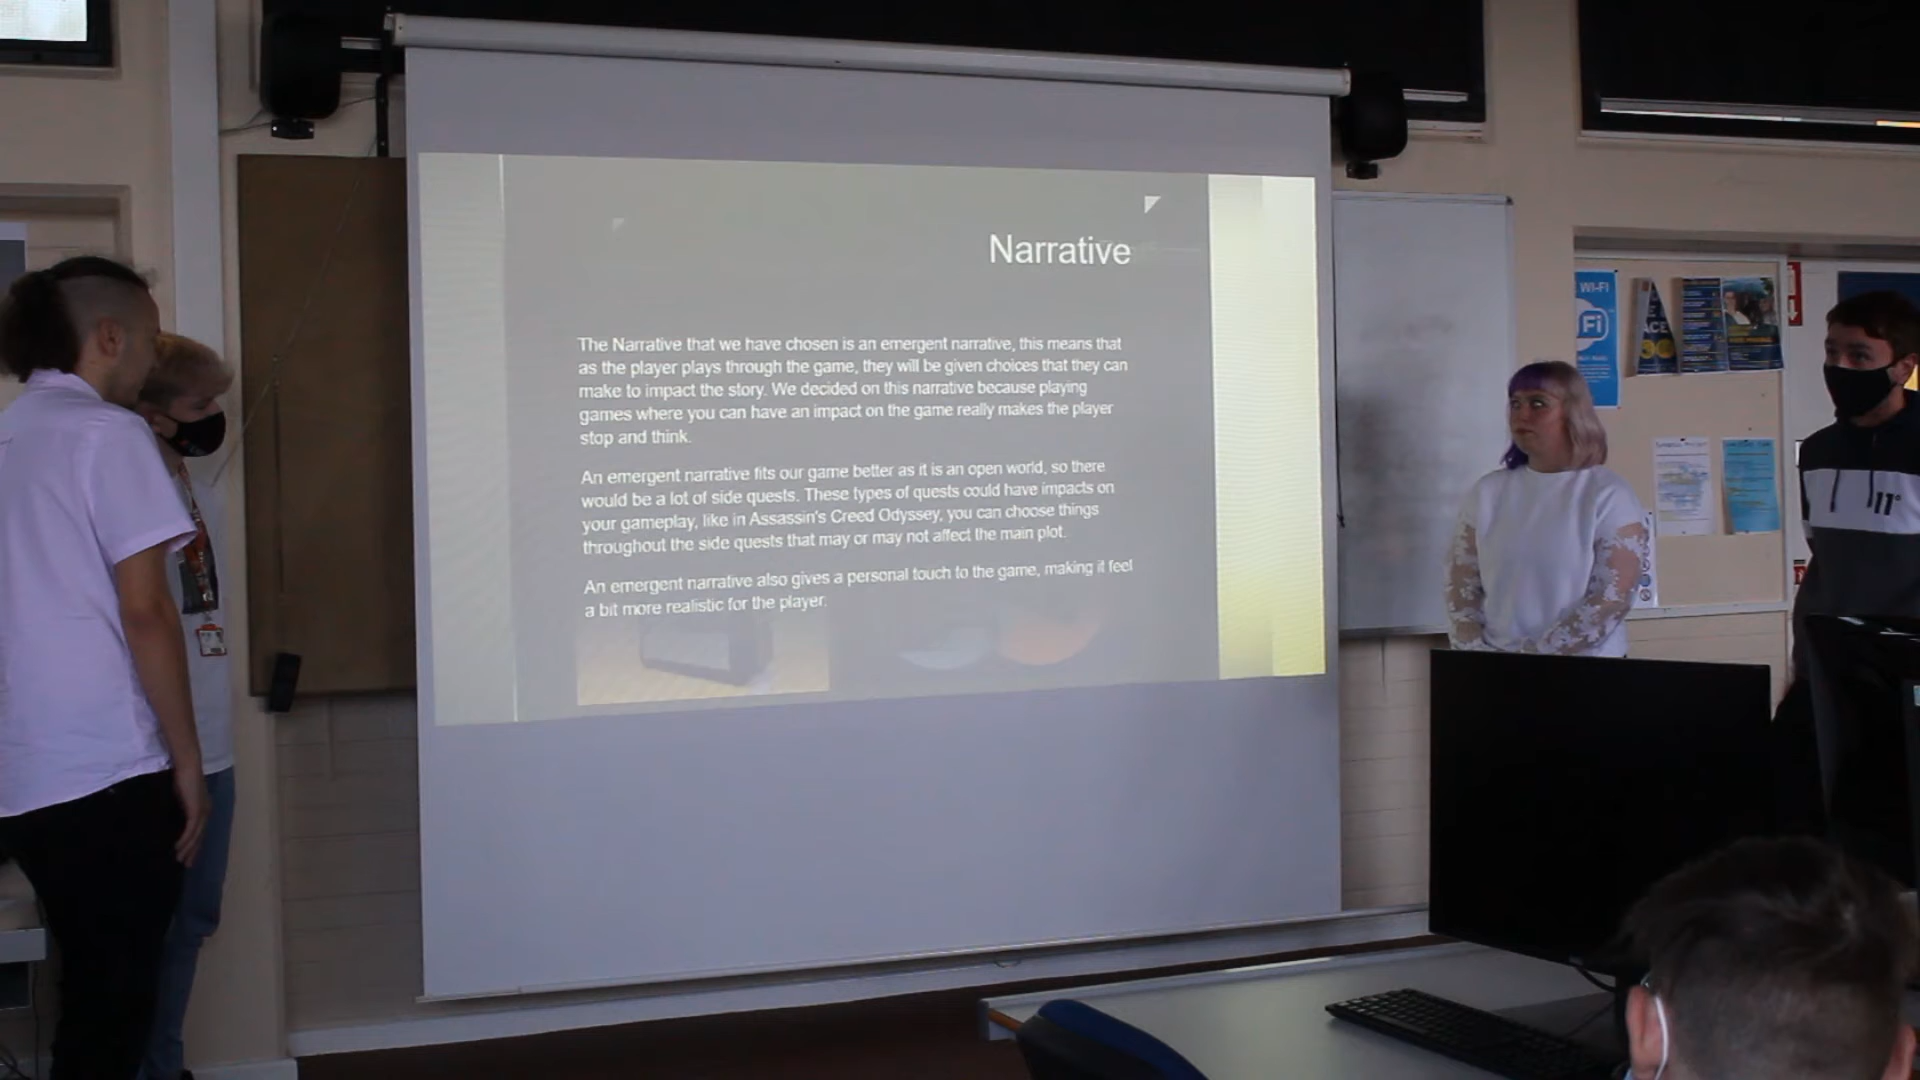 Narrative
The Narrative that we have chosen is an emergent narrative, this means that
as the player plays through the game, they will be given choices that they can
make to impact the story. We decided on this narrative because playing
games where you can have an impact on the game really makes the player
stop and think.
An emergent narrative fits our game better as it is an open world, so there
would be a lot of side quests. These types of quests could have impacts on
your gameplay, like in Assassin's Creed Odyssey, you can choose things
throughout the side quests that may or may not affect the main plot.
An emergent narrative also gives a personal touch to the game, making it feel
a bit more realistic for the player.
WI-FI
Fi
11°